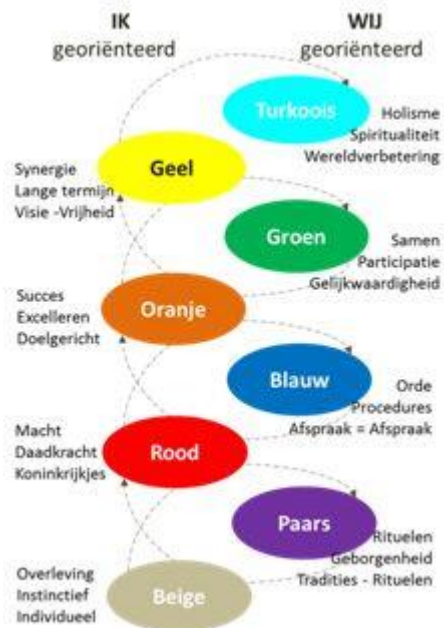 IK
georiënteerd
WIJ
georiënteerd
Turkoois
Holisme
Spiritualiteit
Wereldverbetering
Geel
Synergie
Lange termijn
Visie -Vrijheid
Groen
Samen
Participatie
Gelijkwaardigheid
Oranje
Succes
Excelleren
Doelgericht
Blauw
Orde
Procedures
Afspraak = Afspraak
Rood
Macht
Daadkracht
Koninkrijkjes
Paars
Rituelen
Geborgenheid
Tradities - Rituelen
Beige
Overleving
Instinctief
Individueel